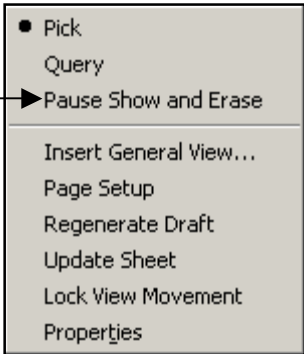 Pick
Query
Pause Show and Erase
Insert General View...
Page Setup
Regenerate Draft
Update Sheet
Lock View Movement
Properties